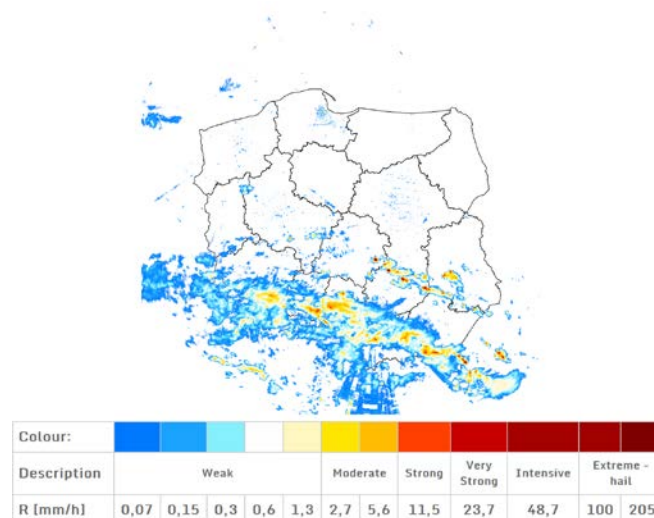 Colour:
Description Weak Moderate Strong Very Strong Intensive Extreme - hail
R [mm/h] 0,07 0,15 0,3 0,6 1,3 2,7 5,6 11,5 23,7 48,7 100 205